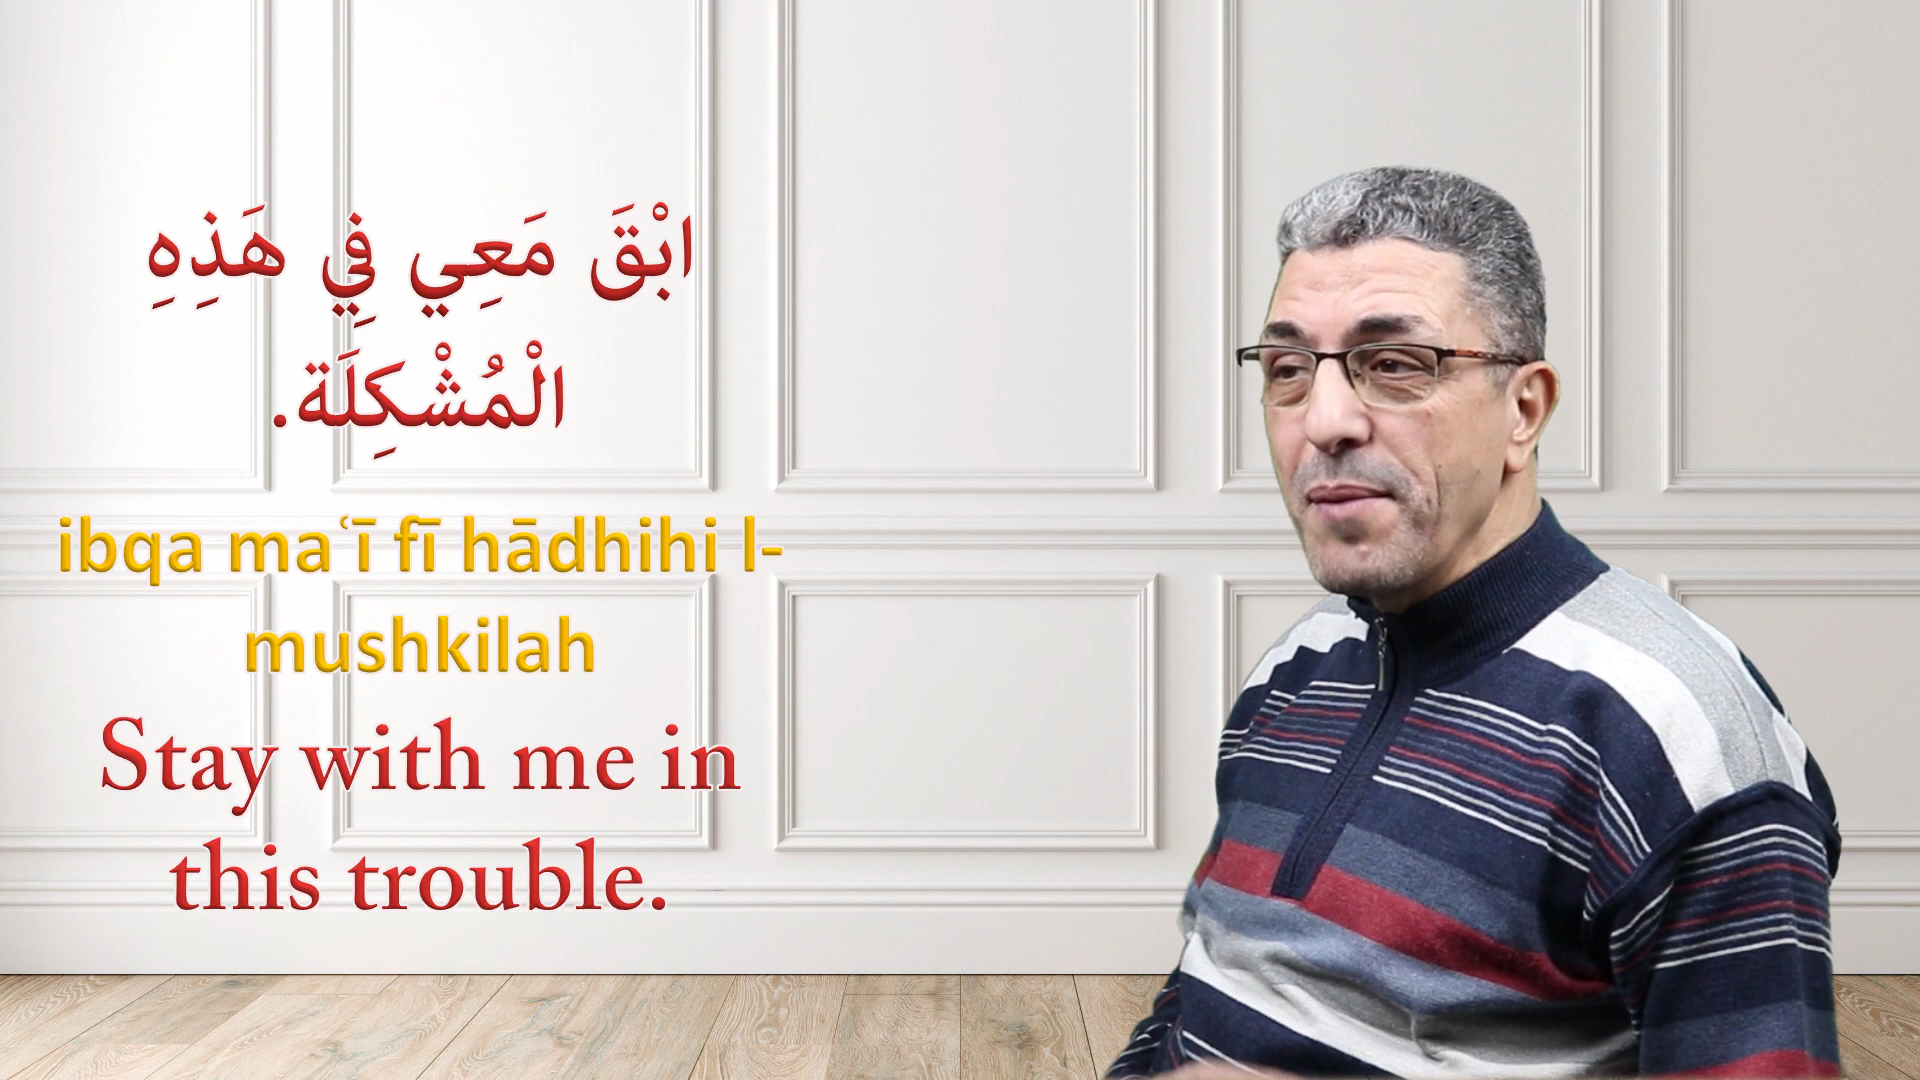 ابْقَ مَعِي فِي هَذِهِ
الْمُشْكِلَة.
ibqa maʿī fī hādhihi l-
mushkilah
Stay with me in
this trouble.